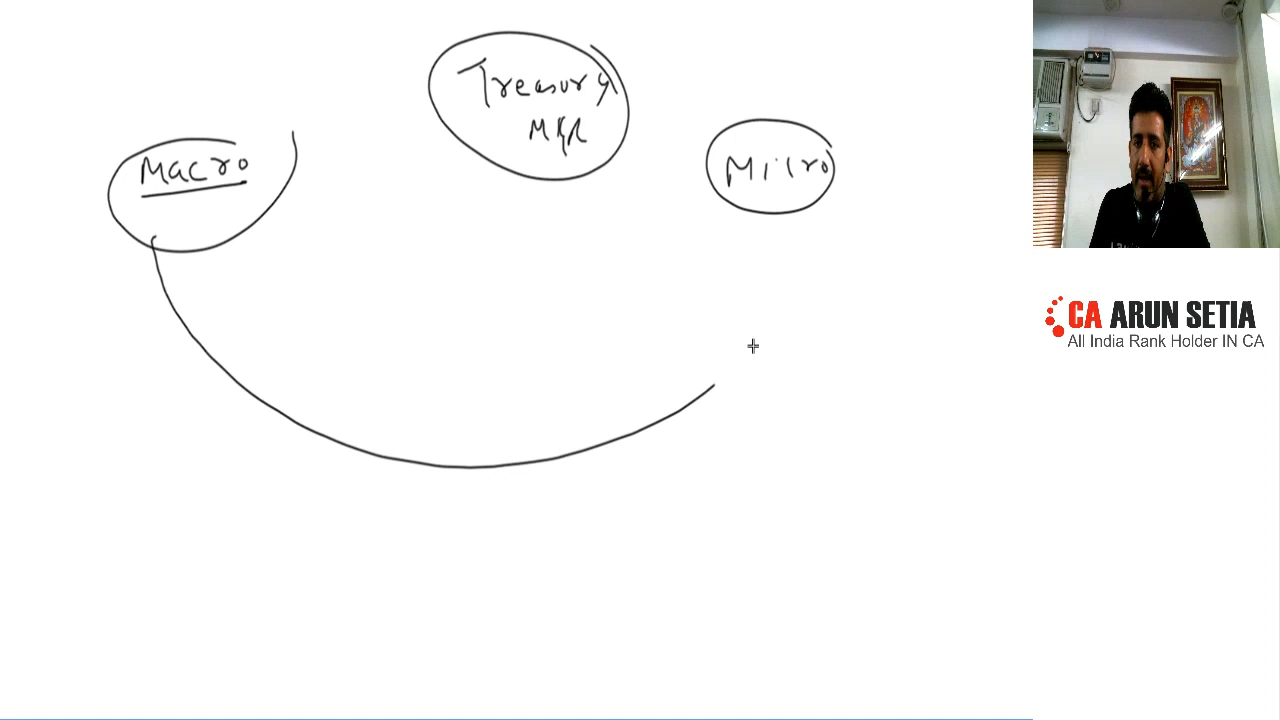 Treasury
Mgr
Macro
Micro
CA ARUN SETIA
All India Rank Holder IN CA